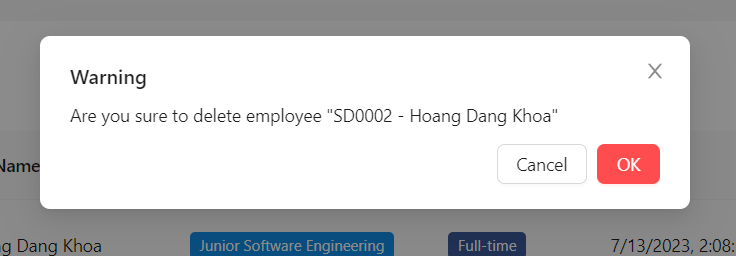 Warning
Are you sure to delete employee "SD0002 - Hoang Dang Khoa"
Cancel OK
Name
Dang Khoa Junior Software Engineering Full-time 7/13/2023, 2:08: